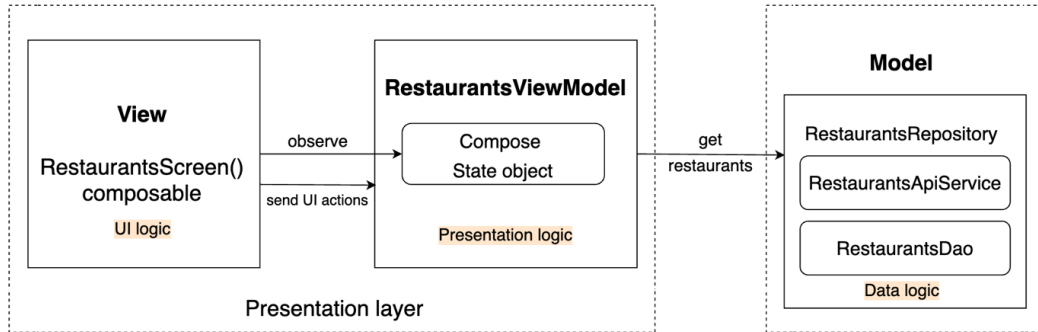 View
RestaurantsScreen()
composable
UI logic
observe
send UI actions
RestaurantsViewModel
Compose
State object
Presentation logic
Presentation layer
get
restaurants
Model
RestaurantsRepository
RestaurantsApiService
RestaurantsDao
Data logic